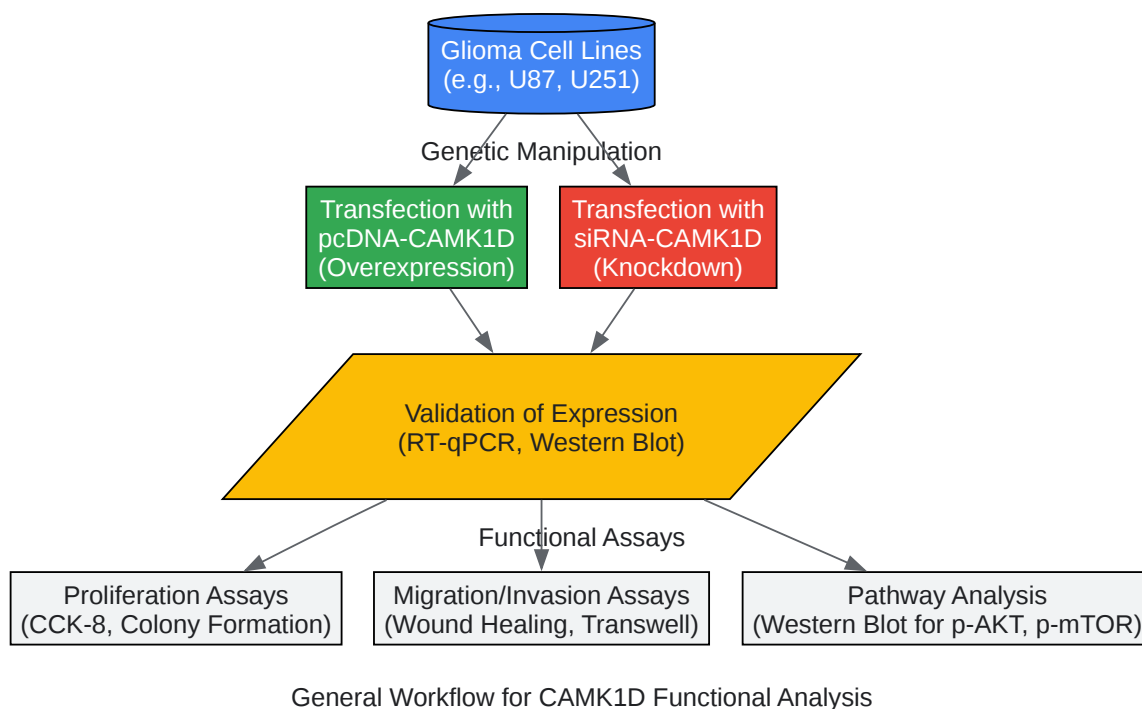 Glioma Cell Lines
(e.g., U87, U251)
Genetic Manipulation
Transfection with
pcDNA-CAMK1D
(Overexpression)
Transfection with
siRNA-CAMK1D
(Knockdown)
Validation of Expression
(RT-qPCR, Western Blot)
Functional Assays
Proliferation Assays
(CCK-8, Colony Formation)
Migration/Invasion Assays
(Wound Healing, Transwell)
Pathway Analysis
(Western Blot for p-AKT, p-mTOR)
General Workflow for CAMK1D Functional Analysis